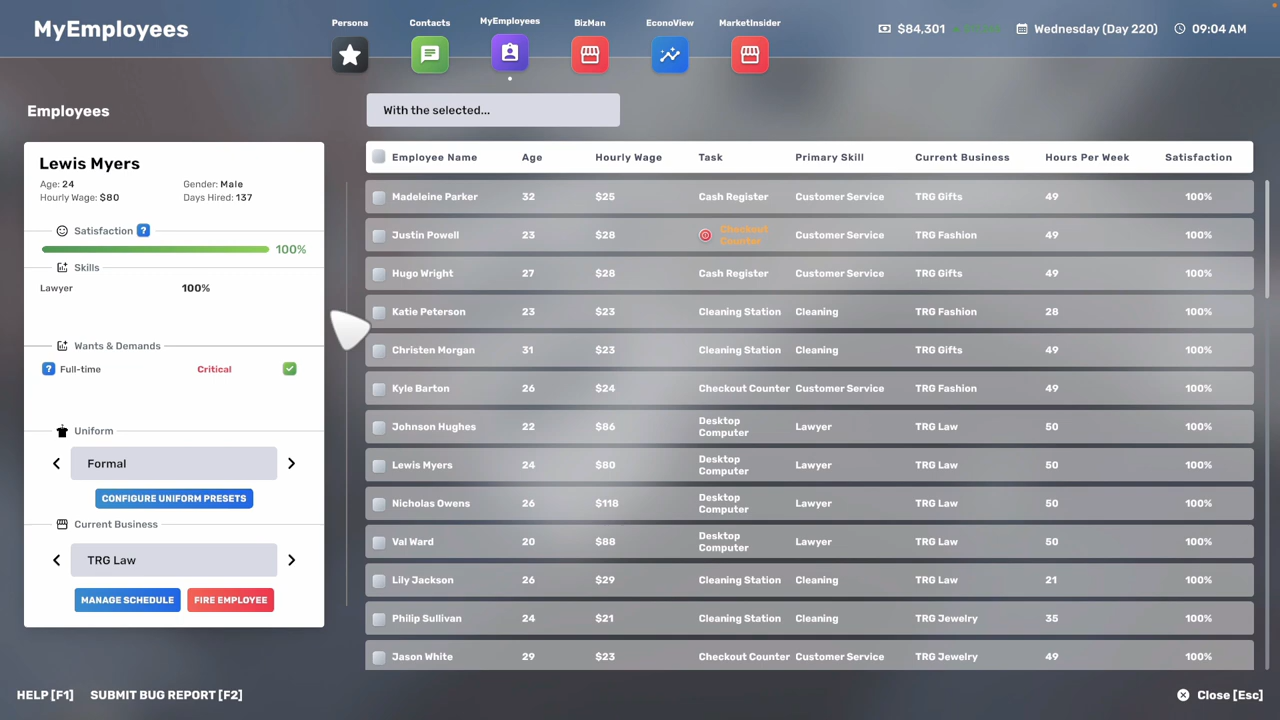 MyEmployees
Persona
Contacts
MyEmployees
BizMan
EconoView
MarketInsider
$84,301
Wednesday (Day 220)
09:04 AM
Employees
With the selected...
Lewis Myers
Age: 24
Gender: Male
Hourly Wage: $80
Days Hired: 137
Satisfaction ?
100%
Skills
Lawyer 100%
Wants & Demands
? Full-time Critical
Uniform
Formal
CONFIGURE UNIFORM PRESETS
Current Business
TRG Law
MANAGE SCHEDULE
FIRE EMPLOYEE
Employee Name Age Hourly Wage Task Primary Skill Current Business Hours Per Week Satisfaction
Madeleine Parker 32 $25 Cash Register Customer Service TRG Gifts 49 100%
Justin Powell 23 $28 Checkout Counter Customer Service TRG Fashion 49 100%
Hugo Wright 27 $28 Cash Register Customer Service TRG Gifts 49 100%
Katie Peterson 23 $23 Cleaning Station Cleaning TRG Fashion 28 100%
Christen Morgan 31 $23 Cleaning Station Cleaning TRG Gifts 49 100%
Kyle Barton 26 $24 Checkout Counter Customer Service TRG Fashion 49 100%
Johnson Hughes 22 $86 Desktop Computer Lawyer TRG Law 50 100%
Lewis Myers 24 $80 Desktop Computer Lawyer TRG Law 50 100%
Nicholas Owens 26 $118 Desktop Computer Lawyer TRG Law 50 100%
Val Ward 20 $88 Desktop Computer Lawyer TRG Law 50 100%
Lily Jackson 26 $29 Cleaning Station Cleaning TRG Law 21 100%
Philip Sullivan 24 $21 Cleaning Station Cleaning TRG Jewelry 35 100%
Jason White 29 $23 Checkout Counter Customer Service TRG Jewelry 49 100%
HELP [F1]
SUBMIT BUG REPORT [F2]
Close [Esc]